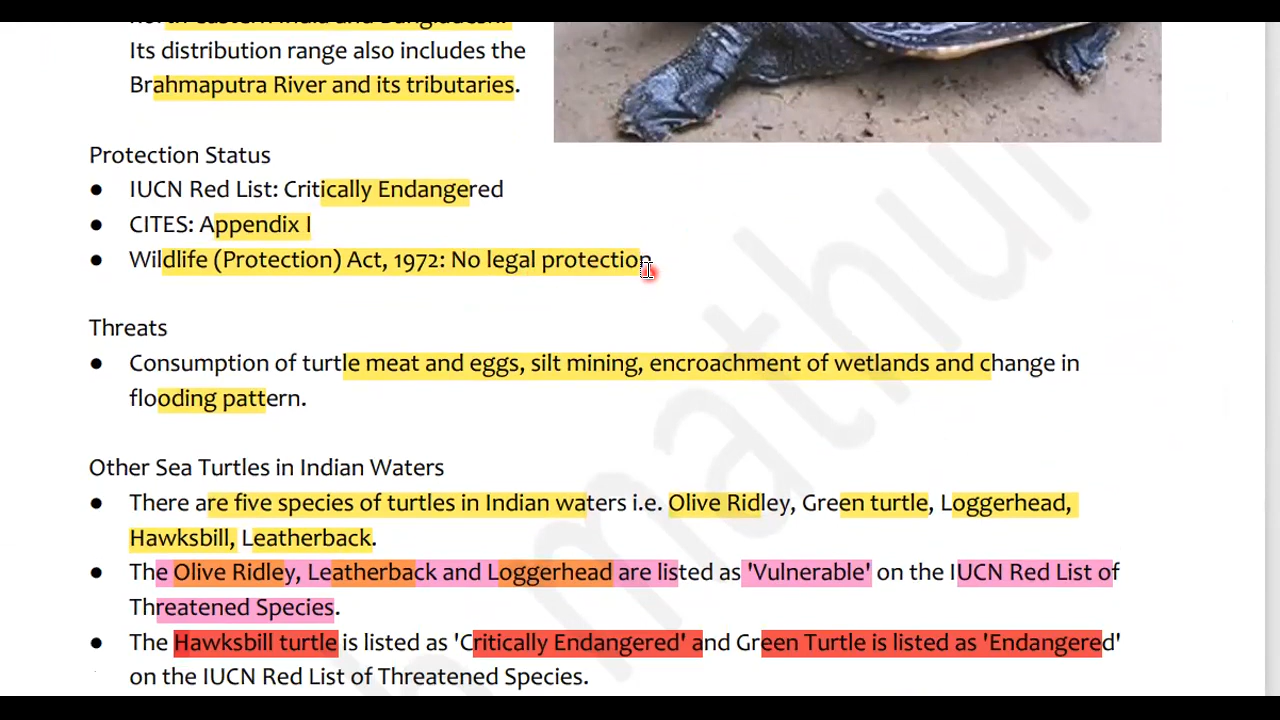 Its distribution range also includes the
Brahmaputra River and its tributaries.
Protection Status
● IUCN Red List: Critically Endangered
● CITES: Appendix I
● Wildlife (Protection) Act, 1972: No legal protection
Threats
● Consumption of turtle meat and eggs, silt mining, encroachment of wetlands and change in
flooding pattern.
Other Sea Turtles in Indian Waters
● There are five species of turtles in Indian waters i.e. Olive Ridley, Green turtle, Loggerhead,
Hawksbill, Leatherback.
● The Olive Ridley, Leatherback and Loggerhead are listed as 'Vulnerable' on the IUCN Red List of
Threatened Species.
● The Hawksbill turtle is listed as 'Critically Endangered' and Green Turtle is listed as 'Endangered'
on the IUCN Red List of Threatened Species.